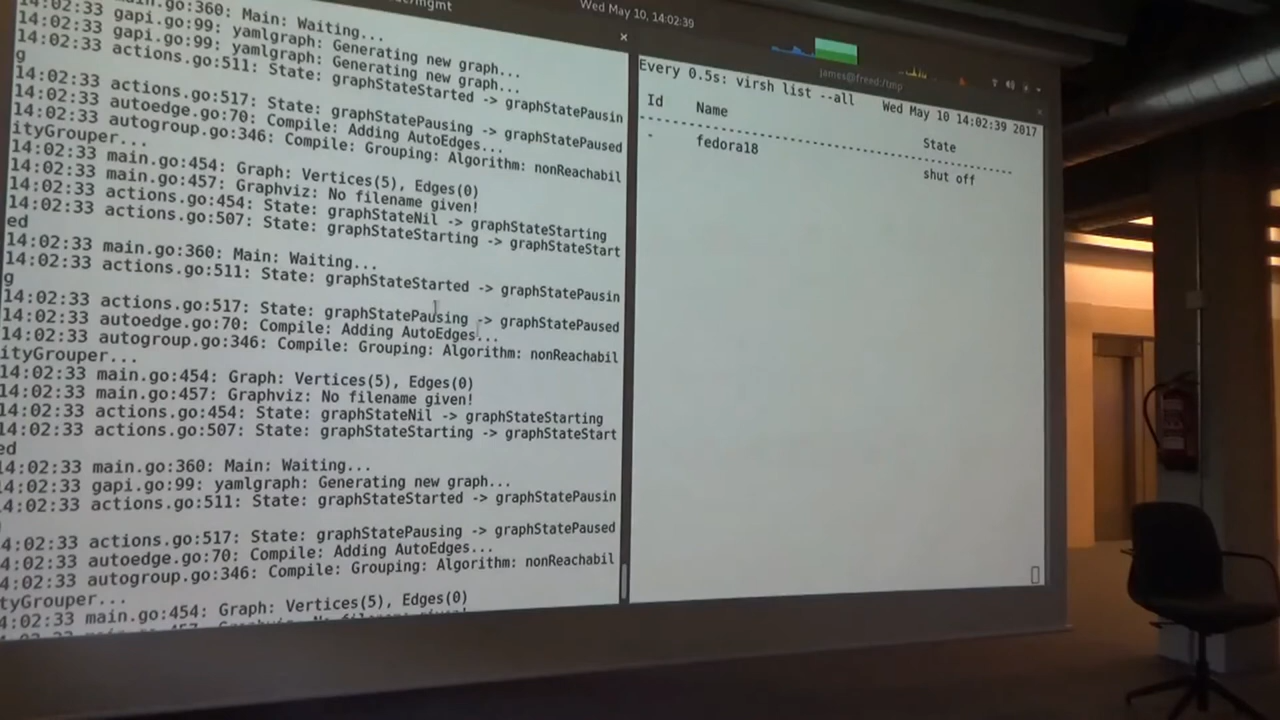 mgmt
Wed May 10, 14:02:39
14:02:33 main.go:360: Main: Waiting...
14:02:33 gapi.go:99: yamlgraph: Generating new graph...
14:02:33 gapi.go:99: yamlgraph: Generating new graph...
14:02:33 actions.go:511: State: graphStateStarted -> graphStatePausin
g
14:02:33 actions.go:517: State: graphStatePausing -> graphStatePaused
14:02:33 autoedge.go:70: Compile: Adding AutoEdges...
14:02:33 autogroup.go:346: Compile: Grouping: Algorithm: nonReachabil
ityGrouper...
14:02:33 main.go:454: Graph: Vertices(5), Edges(0)
14:02:33 main.go:457: Graphviz: No filename given!
14:02:33 actions.go:454: State: graphStateNil -> graphStateStarting
14:02:33 actions.go:507: State: graphStateStarting -> graphStateStart
ed
14:02:33 main.go:360: Main: Waiting...
14:02:33 actions.go:511: State: graphStateStarted -> graphStatePausin
g
14:02:33 actions.go:517: State: graphStatePausing -> graphStatePaused
14:02:33 autoedge.go:70: Compile: Adding AutoEdges...
14:02:33 autogroup.go:346: Compile: Grouping: Algorithm: nonReachabil
ityGrouper...
14:02:33 main.go:454: Graph: Vertices(5), Edges(0)
14:02:33 main.go:457: Graphviz: No filename given!
14:02:33 actions.go:454: State: graphStateNil -> graphStateStarting
14:02:33 actions.go:507: State: graphStateStarting -> graphStateStart
ed
14:02:33 main.go:360: Main: Waiting...
14:02:33 gapi.go:99: yamlgraph: Generating new graph...
14:02:33 actions.go:511: State: graphStateStarted -> graphStatePausin
4:02:33 actions.go:517: State: graphStatePausing -> graphStatePaused
4:02:33 autoedge.go:70: Compile: Adding AutoEdges...
4:02:33 autogroup.go:346: Compile: Grouping: Algorithm: nonReachabil
tyGrouper...
4:02:33 main.go:454: Graph: Vertices(5), Edges(0)
james@freed:/tmp
Every 0.5s: virsh list --all Wed May 10 14:02:39 2017
Id Name State
- fedora18 shut off